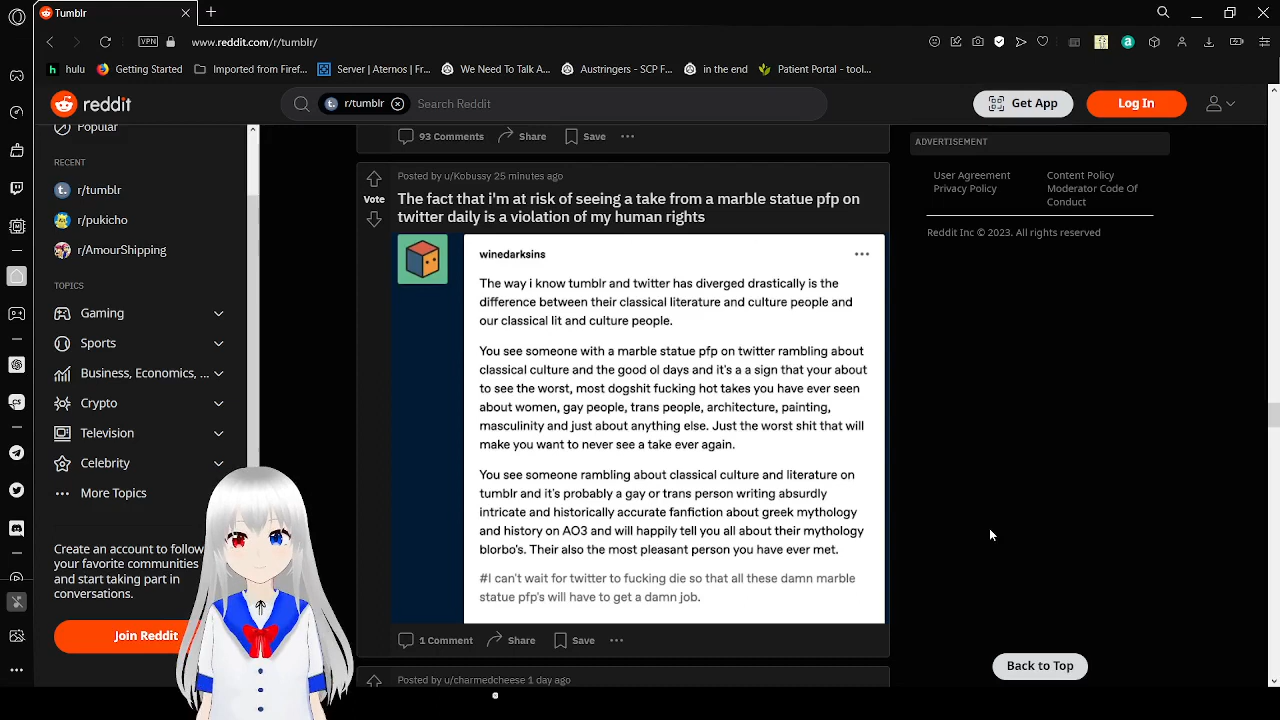 Tumblr
VPN
www.reddit.com/r/tumblr/
h hulu
Getting Started
Imported from Firef...
Server | Aternos | Fr...
We Need To Talk A...
Austringers - SCP F...
in the end
Patient Portal - tool...
reddit
r/tumblr
Search Reddit
Get App
Log In
Popular
RECENT
r/tumblr
r/pukicho
r/AmourShipping
TOPICS
Gaming
Sports
Business, Economics, ...
Crypto
Television
Celebrity
More Topics
Create an account to follow
your favorite communities
and start taking part in
conversations.
Join Reddit
93 Comments
Share
Save
Posted by u/Kobussy 25 minutes ago
Vote
The fact that i'm at risk of seeing a take from a marble statue pfp on
twitter daily is a violation of my human rights
winedarksins
The way i know tumblr and twitter has diverged drastically is the
difference between their classical literature and culture people and
our classical lit and culture people.
You see someone with a marble statue pfp on twitter rambling about
classical culture and the good ol days and it's a a sign that your about
to see the worst, most dogshit fucking hot takes you have ever seen
about women, gay people, trans people, architecture, painting,
masculinity and just about anything else. Just the worst shit that will
make you want to never see a take ever again.
You see someone rambling about classical culture and literature on
tumblr and it's probably a gay or trans person writing absurdly
intricate and historically accurate fanfiction about greek mythology
and history on AO3 and will happily tell you all about their mythology
blorbo's. Their also the most pleasant person you have ever met.
#I can't wait for twitter to fucking die so that all these damn marble
statue pfp's will have to get a damn job.
1 Comment
Share
Save
Posted by u/charmedcheese 1 day ago
ADVERTISEMENT
User Agreement
Privacy Policy
Content Policy
Moderator Code Of
Conduct
Reddit Inc © 2023. All rights reserved
Back to Top